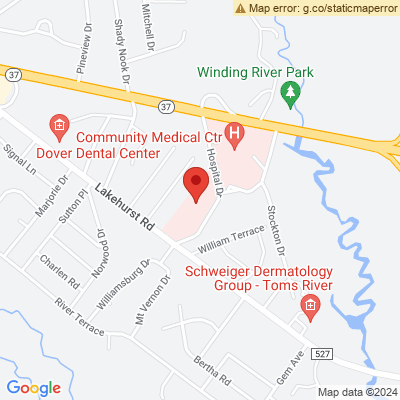 Map error: g.co/staticmaperror
Pineview Dr
Shady Nook Dr
Mitchell Dr
37
Winding River Park
37
Community Medical Ctr
H
Dover Dental Center
Signal Ln
Marjorie Dr
Sutton Pl
Lakehurst Rd
Hospital Dr
Stockton Dr
Norwood Dr
William Terrace
Charlen Rd
Williamsburg Dr
Schweiger Dermatology
Group - Toms River
River Terrace
Mt Vernon Dr
527
Bertha Rd
Gem Ave
Google
Map data ©2024